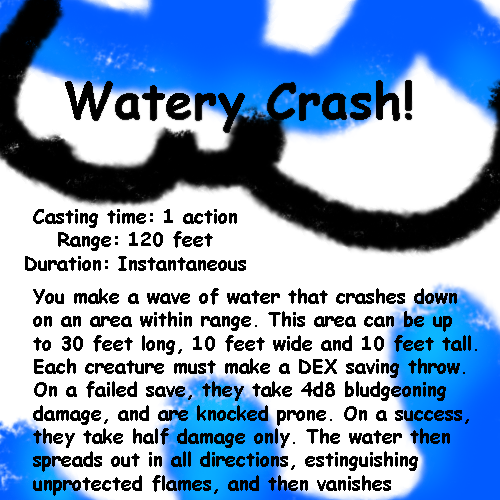 Watery Crash!
Casting time: 1 action
Range: 120 feet
Duration: Instantaneous
You make a wave of water that crashes down
on an area within range. This area can be up
to 30 feet long, 10 feet wide and 10 feet tall.
Each creature must make a DEX saving throw.
On a failed save, they take 4d8 bludgeoning
damage, and are knocked prone. On a success,
they take half damage only. The water then
spreads out in all directions, estinguishing
unprotected flames, and then vanishes